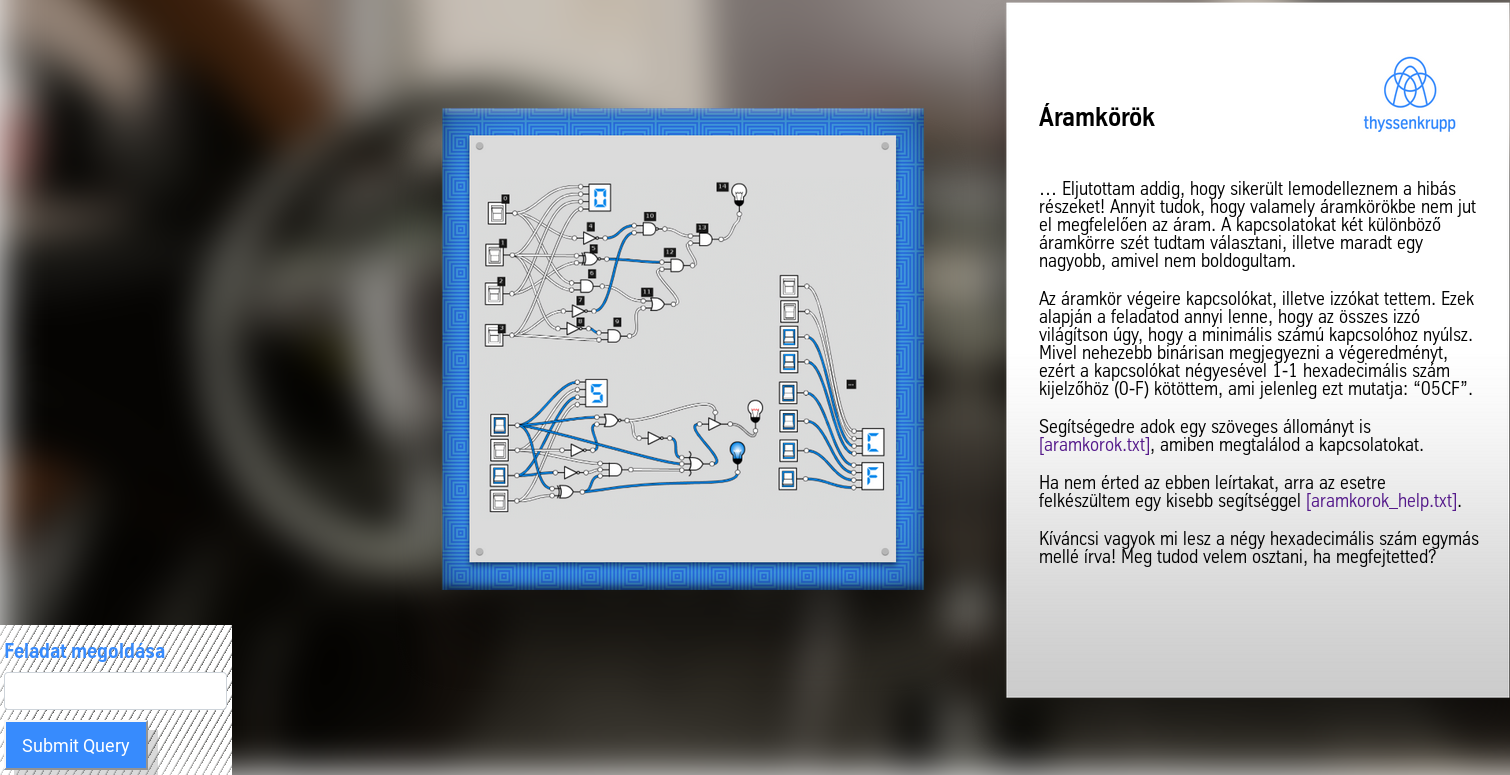 Áramkörök
thyssenkrupp
… Eljutottam addig, hogy sikerült lemodelleznem a hibás
részeket! Annyit tudok, hogy valamely áramkörökbe nem jut
el megfelelően az áram. A kapcsolatokat két különböző
áramkörre szét tudtam választani, illetve maradt egy
nagyobb, amivel nem boldogultam.
Az áramkör végeire kapcsolókat, illetve izzókat tettem. Ezek
alapján a feladatod annyi lenne, hogy az összes izzó
világítson úgy, hogy a minimális számú kapcsolóhoz nyúlsz.
Mivel nehezebb binárisan megjegyezni a végeredményt,
ezért a kapcsolókat négyesével 1-1 hexadecimális szám
kijelzőhöz (0-F) kötöttem, ami jelenleg ezt mutatja: “05CF”.
Segítségedre adok egy szöveges állományt is
[aramkorok.txt], amiben megtalálod a kapcsolatokat.
Ha nem érted az ebben leírtakat, arra az esetre
felkészültem egy kisebb segítséggel [aramkorok_help.txt].
Kíváncsi vagyok mi lesz a négy hexadecimális szám egymás
mellé írva! Meg tudod velem osztani, ha megfejtetted?
0
1
2
3
0
4
5
6
7
8
9
10
11
12
13
14
5
...
C
F
Feladat megoldása
Submit Query